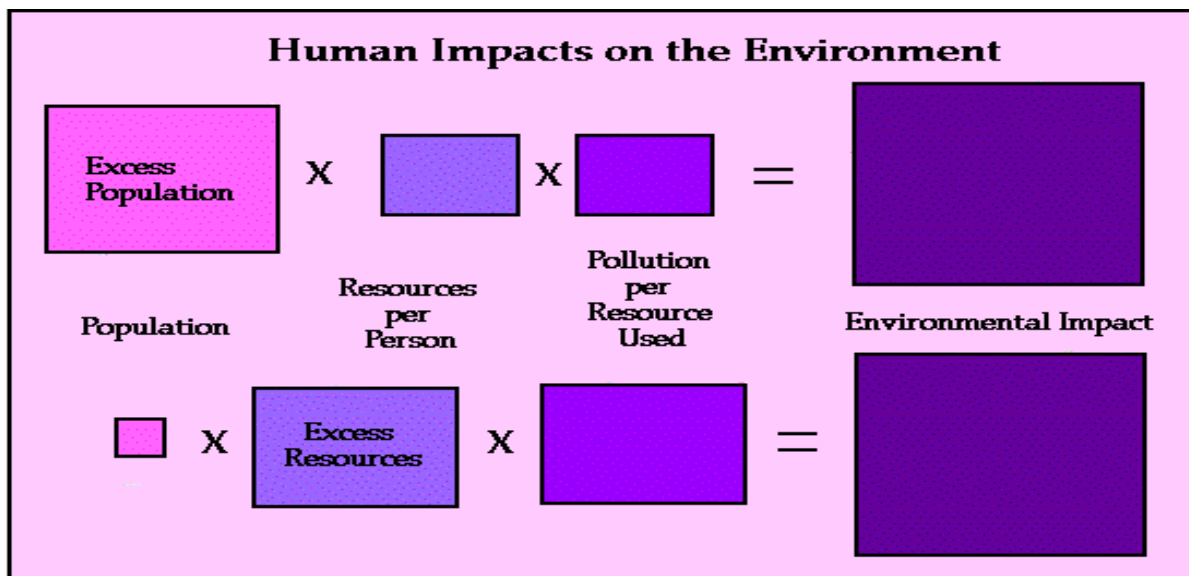 Human Impacts on the Environment
Excess
Population
x
x
=
Population
Resources
per
Person
Pollution
per
Resource
Used
Environmental Impact
x
Excess
Resources
x
=